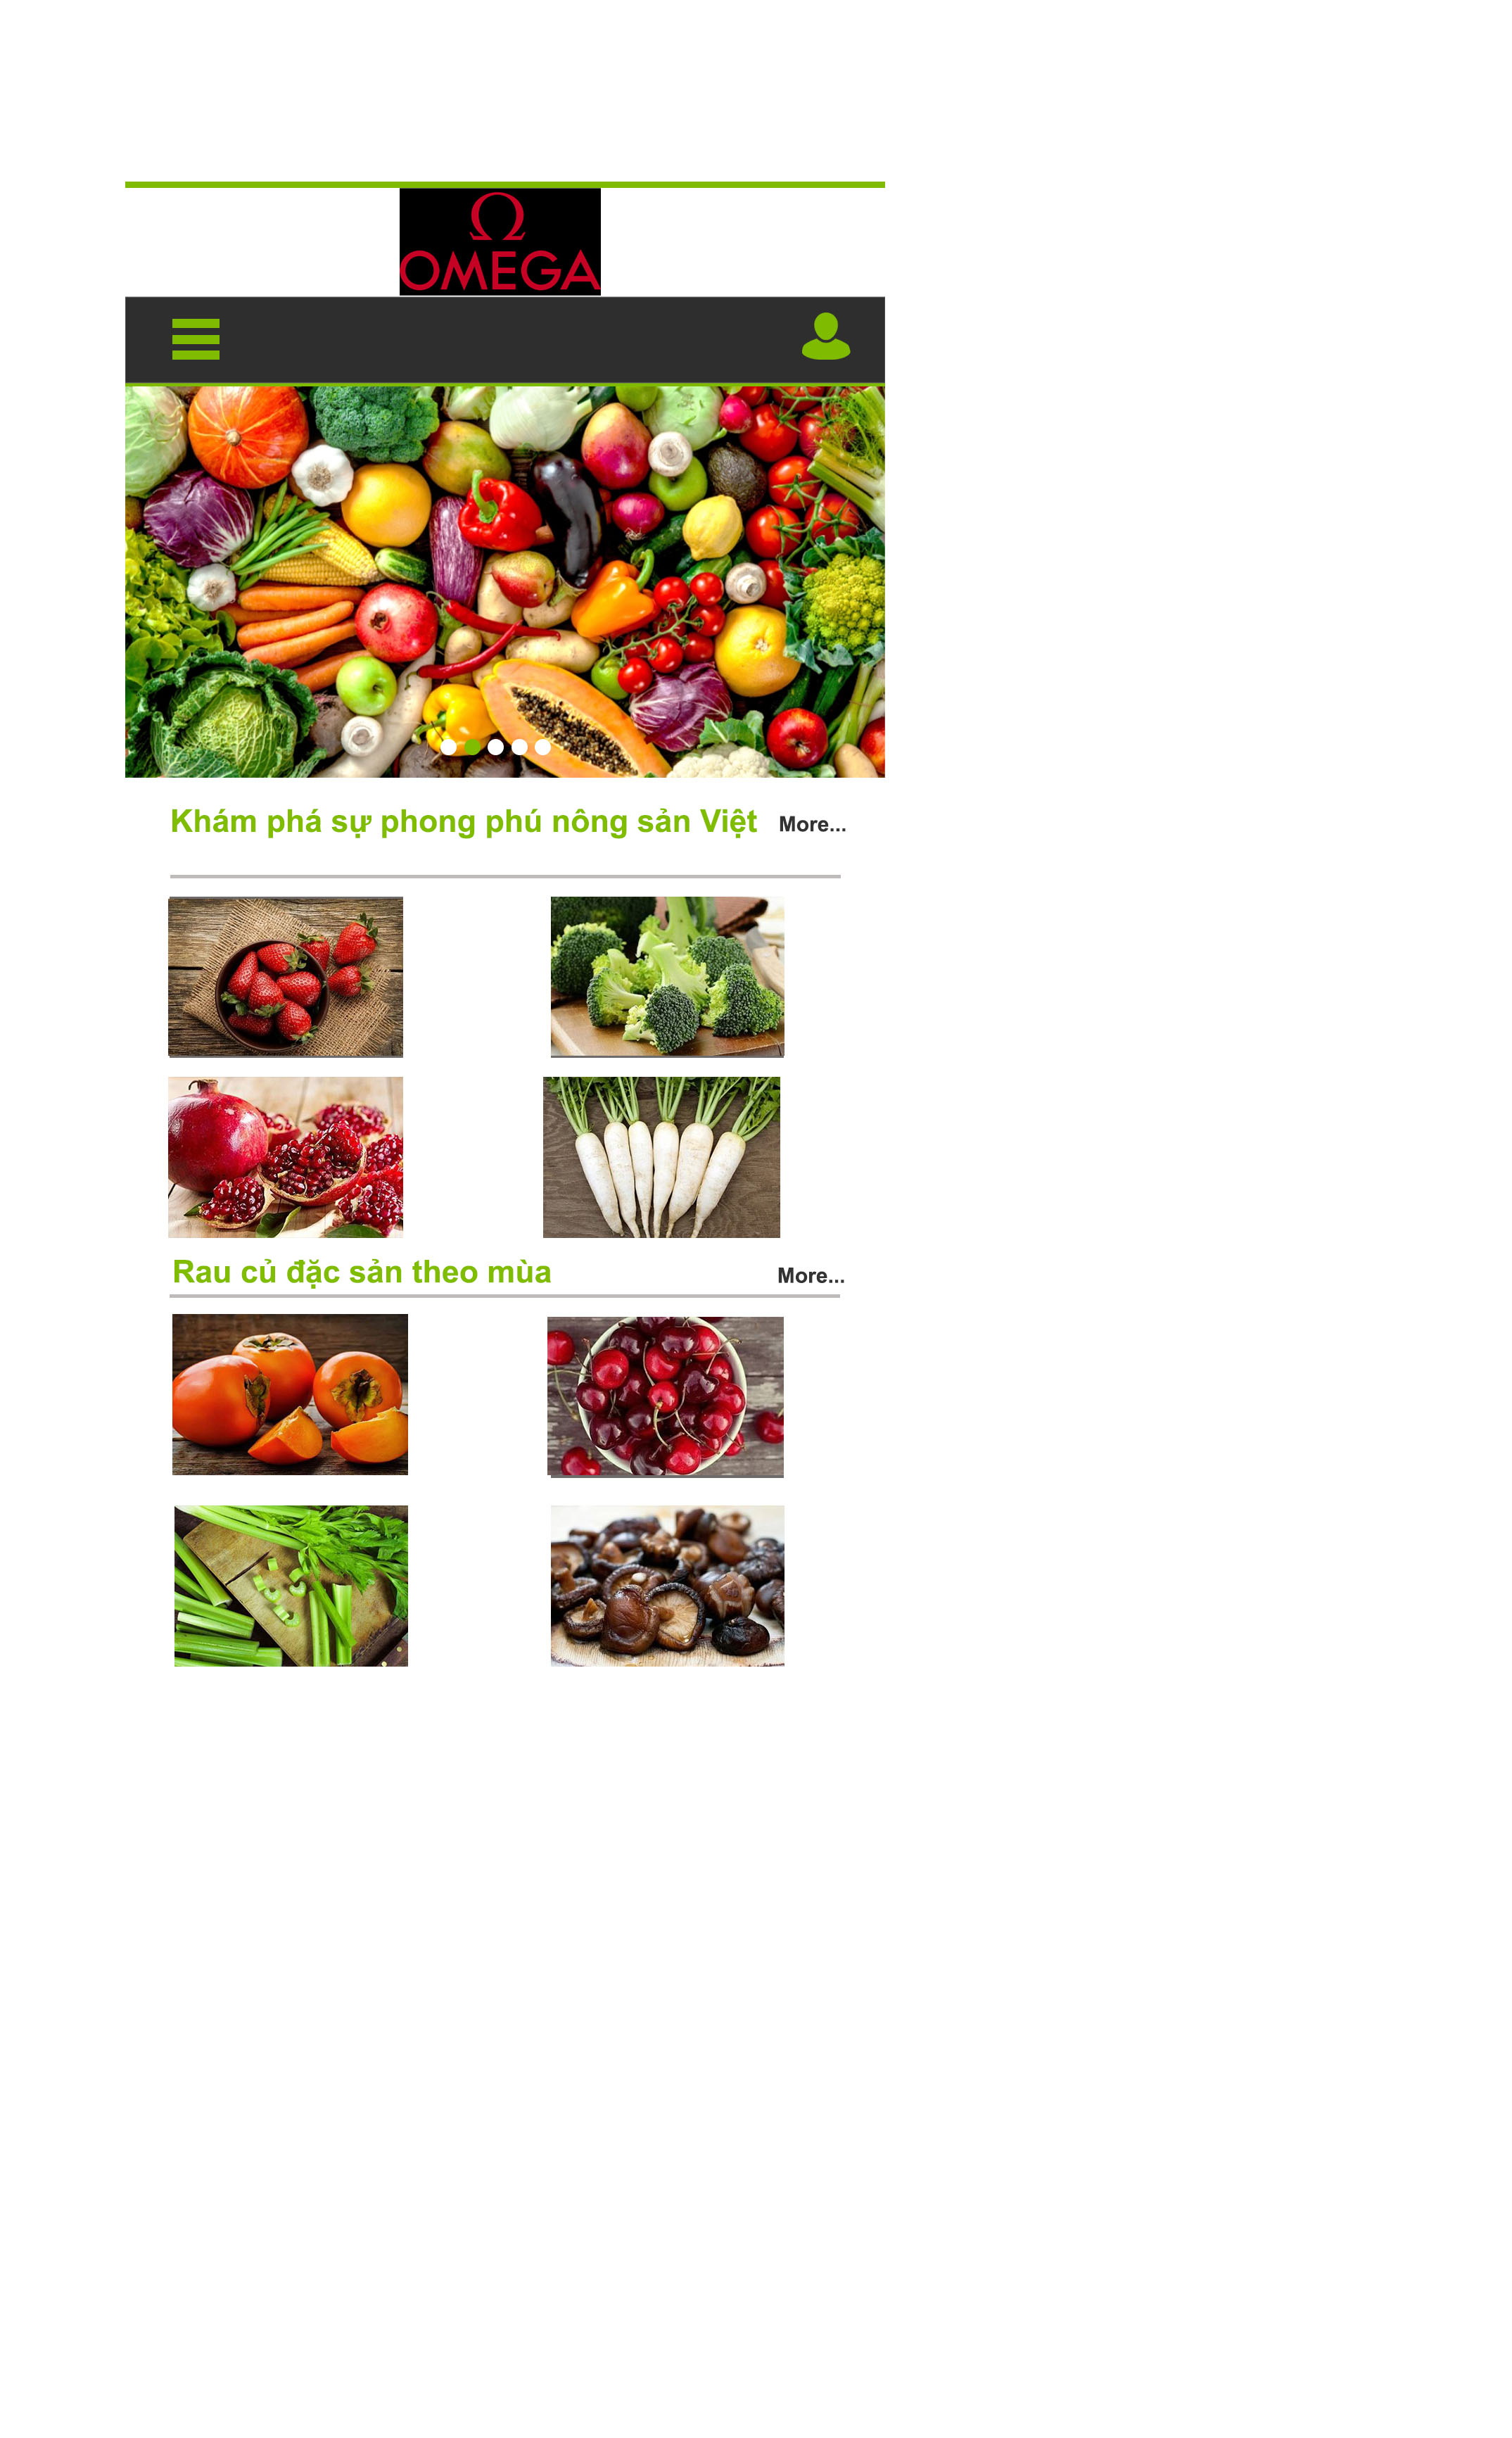 Ω
OMEGA
Khám phá sự phong phú nông sản Việt More...
Rau củ đặc sản theo mùa More...